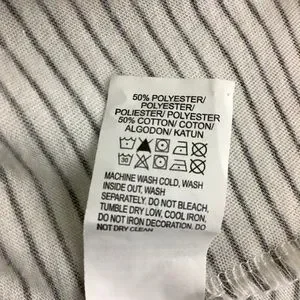 50% POLYESTER/
POLYESTER/
POLIESTER/ POLYESTER
50% COTTON/ COTON/
ALGODON/ KATUN
MACHINE WASH COLD, WASH
INSIDE OUT, WASH
SEPARATELY. DO NOT BLEACH,
TUMBLE DRY LOW, COOL IRON.
DO NOT IRON DECORATION. DO
NOT DRY CLEAN